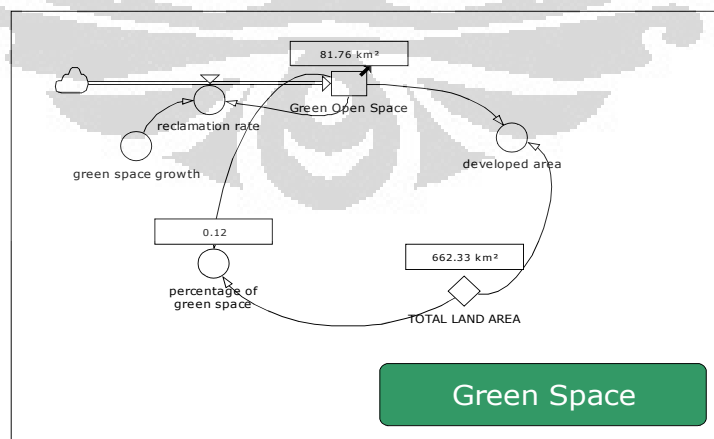 81.76 km²
Green Open Space
reclamation rate
green space growth
developed area
0.12
662.33 km²
percentage of
green space
TOTAL LAND AREA
Green Space